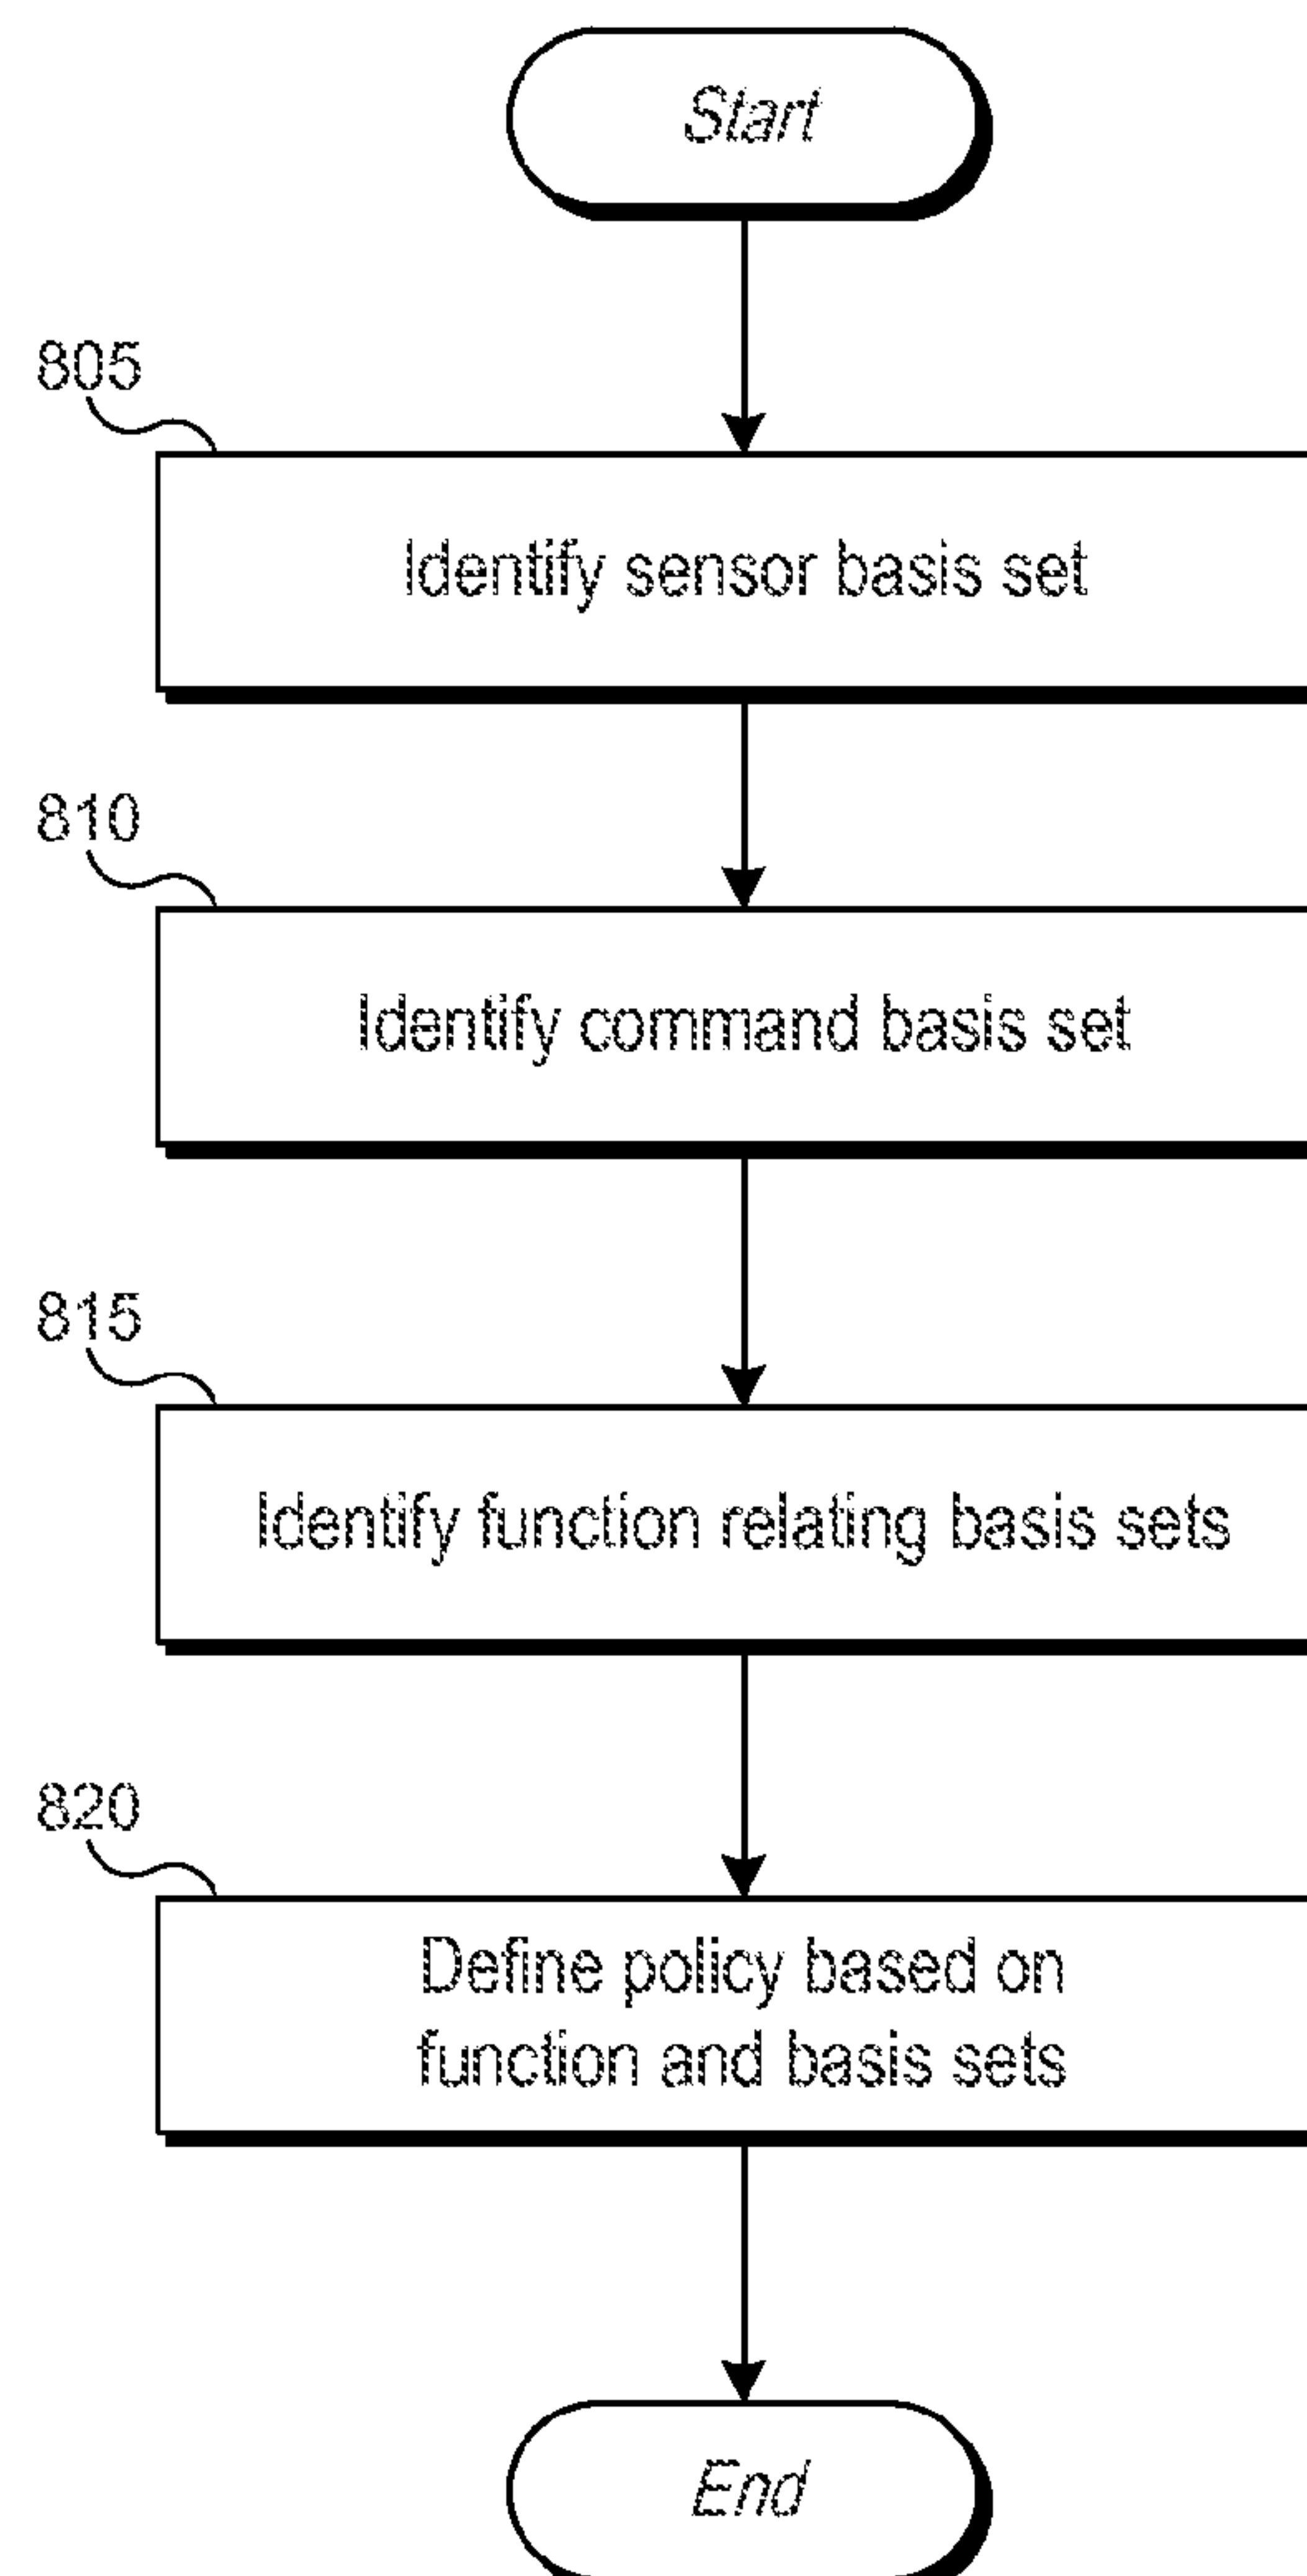 Start
805
Identify sensor basis set
810
Identify command basis set
815
Identify function relating basis sets
820
Define policy based on
function and basis sets
End